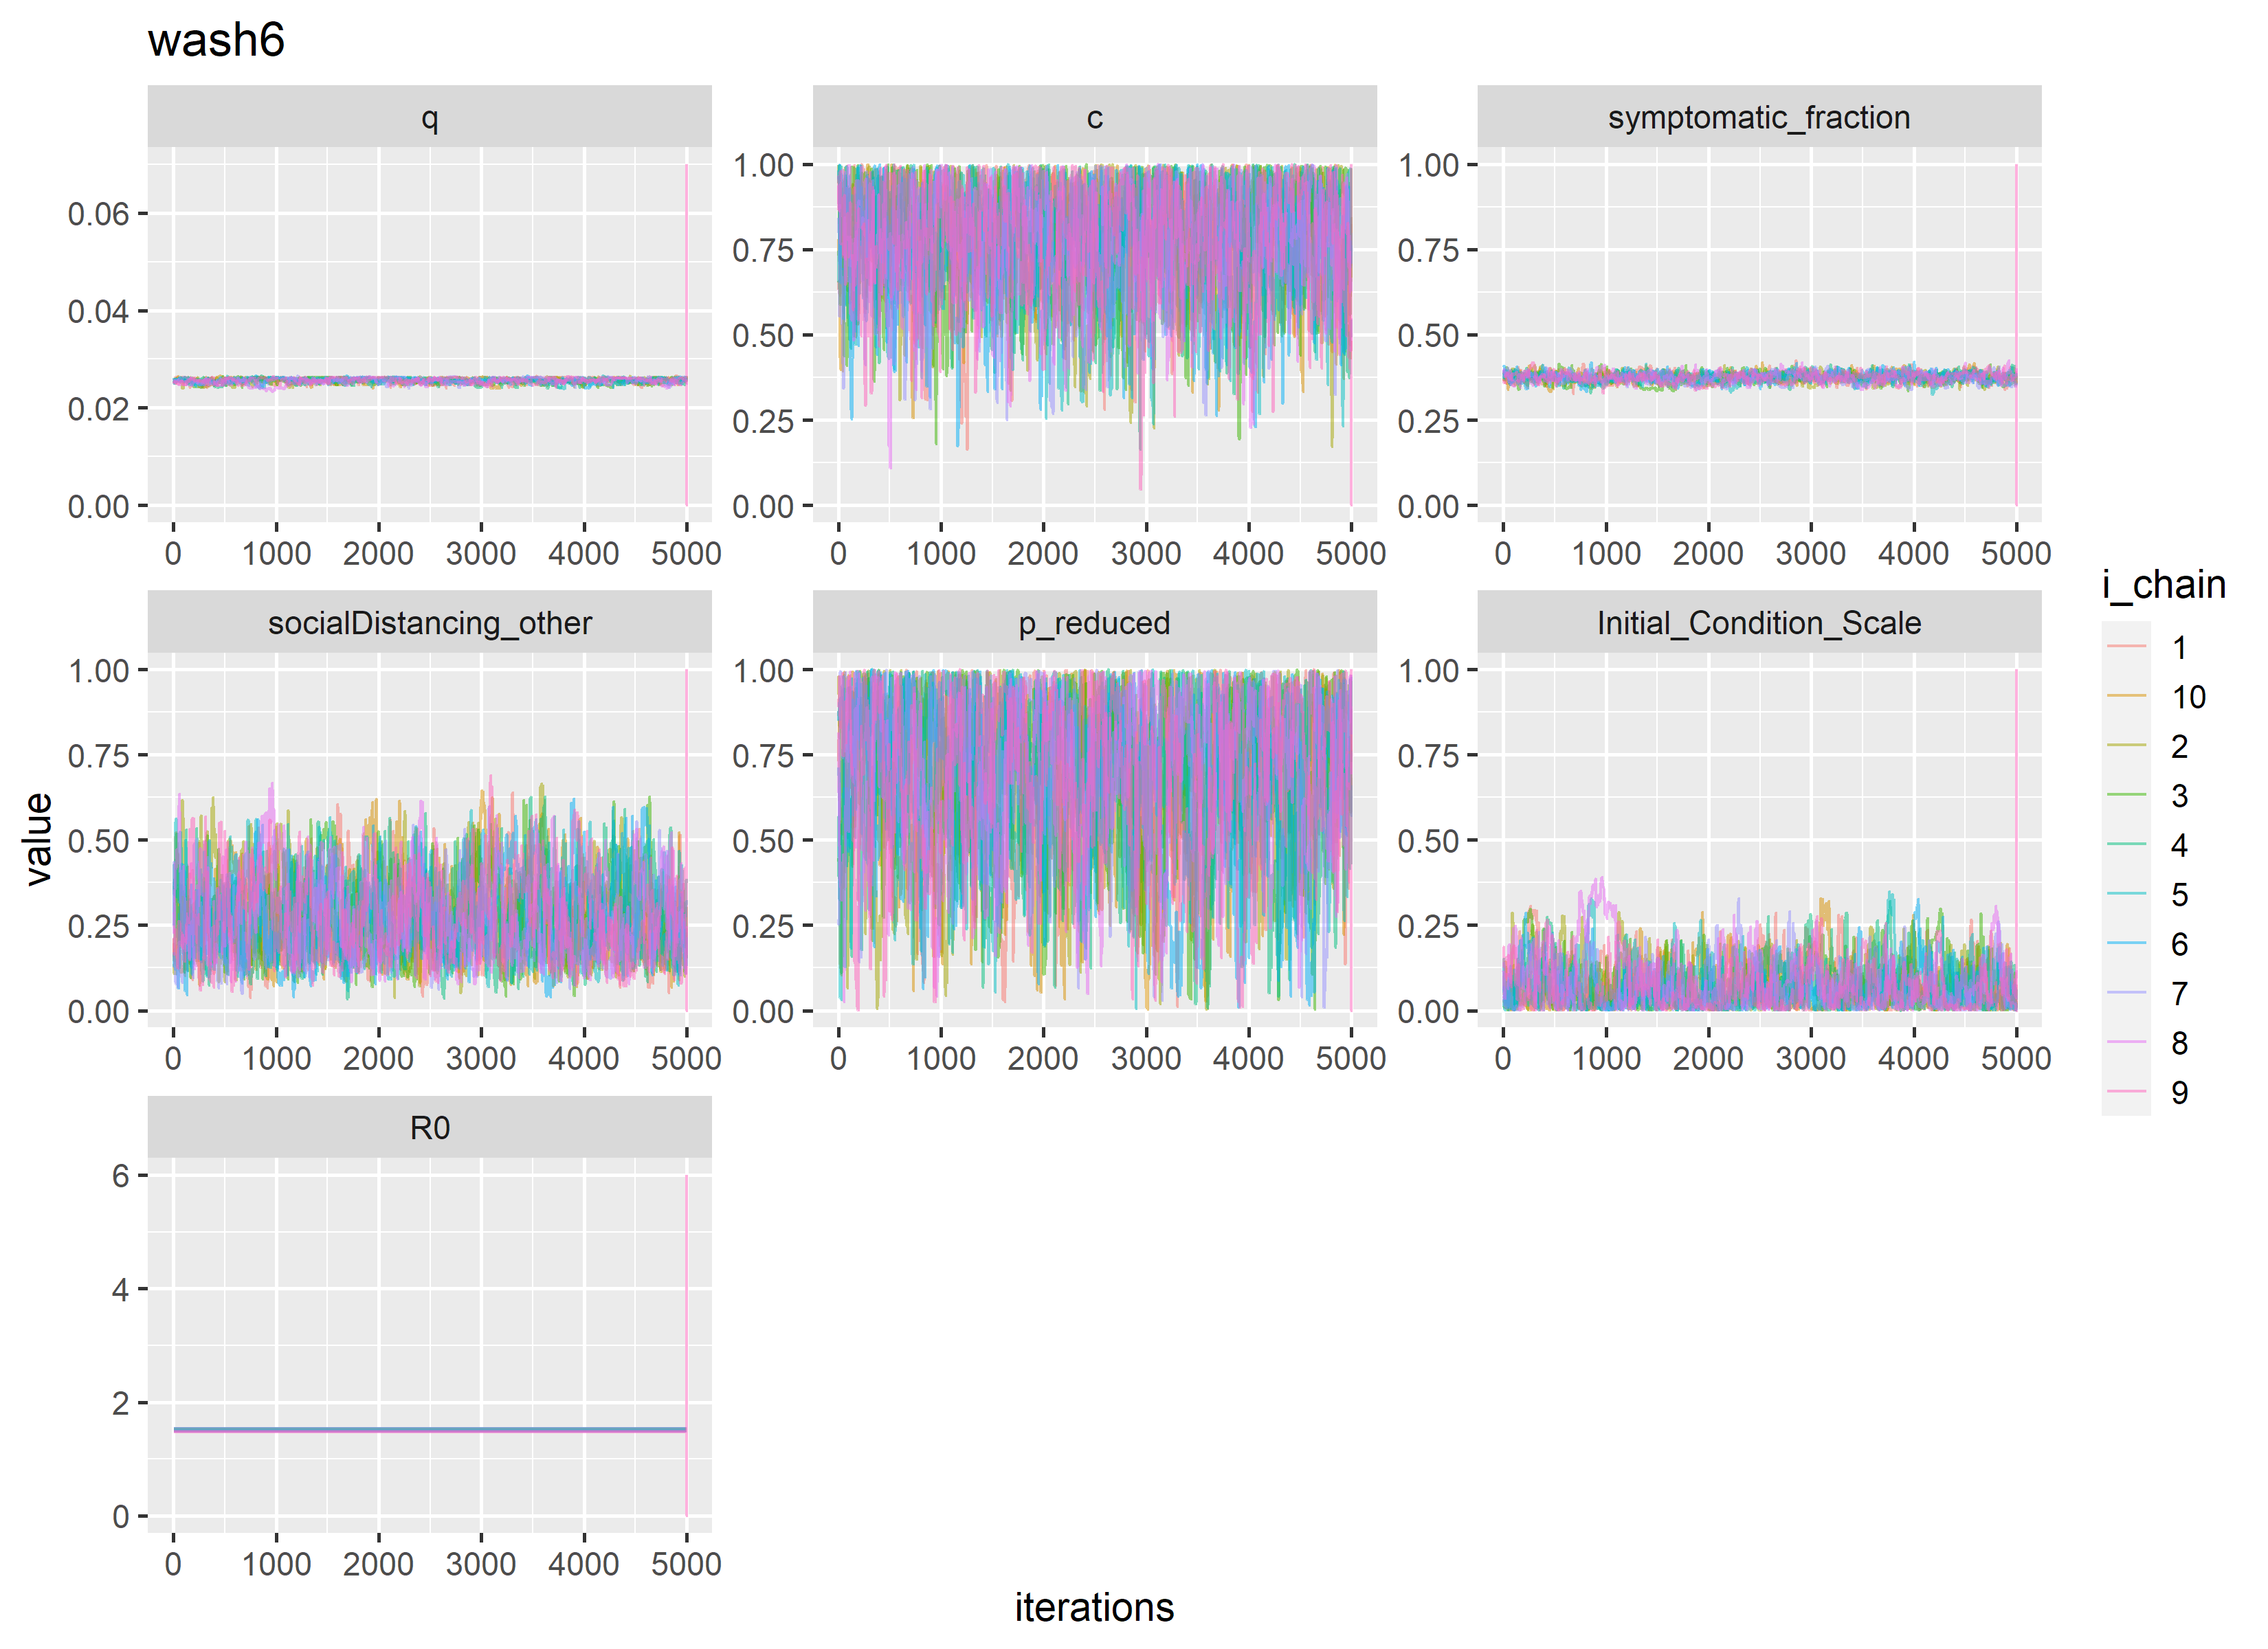 wash6
q c symptomatic_fraction
0.06 0.04 0.02 0.00
1.00 0.75 0.50 0.25 0.00
1.00 0.75 0.50 0.25 0.00
0 1000 2000 3000 4000 5000
0 1000 2000 3000 4000 5000
0 1000 2000 3000 4000 5000
socialDistancing_other p_reduced Initial_Condition_Scale
1.00 0.75 0.50 0.25 0.00
1.00 0.75 0.50 0.25 0.00
1.00 0.75 0.50 0.25 0.00
0 1000 2000 3000 4000 5000
0 1000 2000 3000 4000 5000
0 1000 2000 3000 4000 5000
R0
6
4
2
0
0 1000 2000 3000 4000 5000
value
iterations
i_chain
1
10
2
3
4
5
6
7
8
9